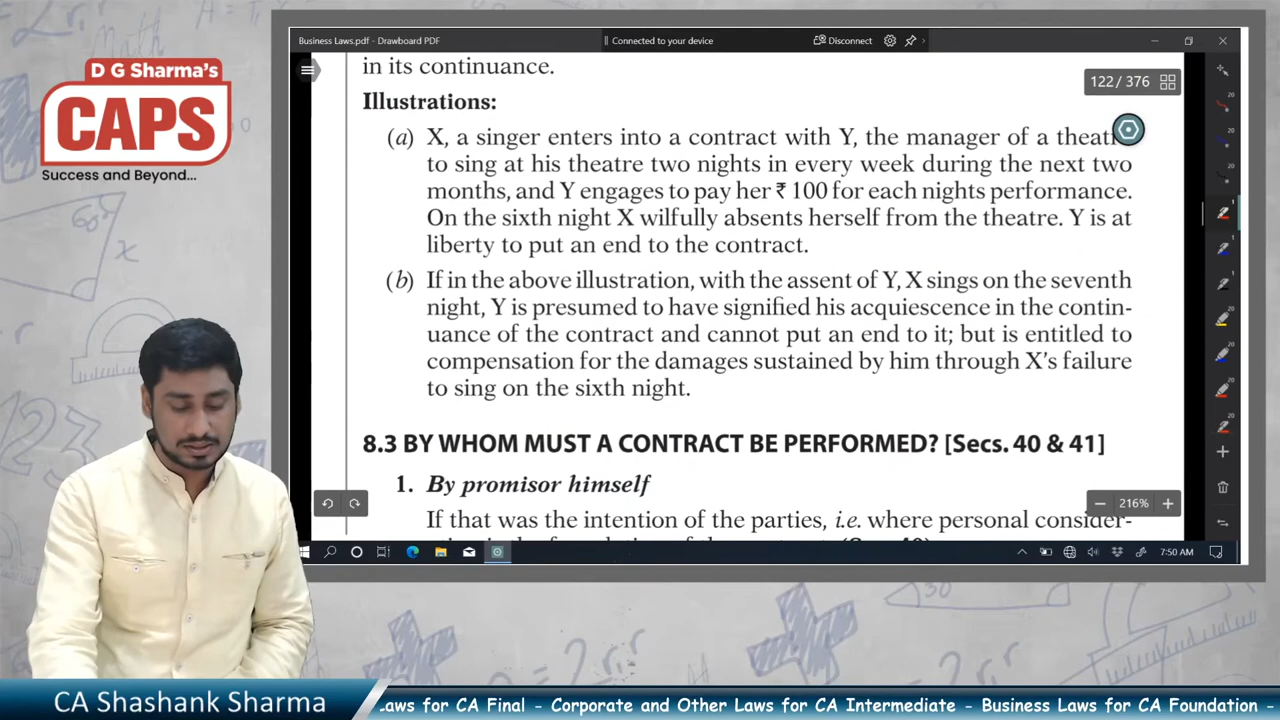 D G Sharma's
CAPS
Success and Beyond...
Business Laws.pdf - Drawboard PDF
Connected to your device
Disconnect
in its continuance.
122 / 376
Illustrations:
(a) X, a singer enters into a contract with Y, the manager of a theatre
to sing at his theatre two nights in every week during the next two
months, and Y engages to pay her ₹ 100 for each nights performance.
On the sixth night X wilfully absents herself from the theatre. Y is at
liberty to put an end to the contract.
(b) If in the above illustration, with the assent of Y, X sings on the seventh
night, Y is presumed to have signified his acquiescence in the contin-
uance of the contract and cannot put an end to it; but is entitled to
compensation for the damages sustained by him through X's failure
to sing on the sixth night.
8.3 BY WHOM MUST A CONTRACT BE PERFORMED? [Secs. 40 & 41]
1. By promisor himself
216%
If that was the intention of the parties, i.e. where personal consider-
7:50 AM
CA Shashank Sharma
Laws for CA Final - Corporate and Other Laws for CA Intermediate - Business Laws for CA Foundation -